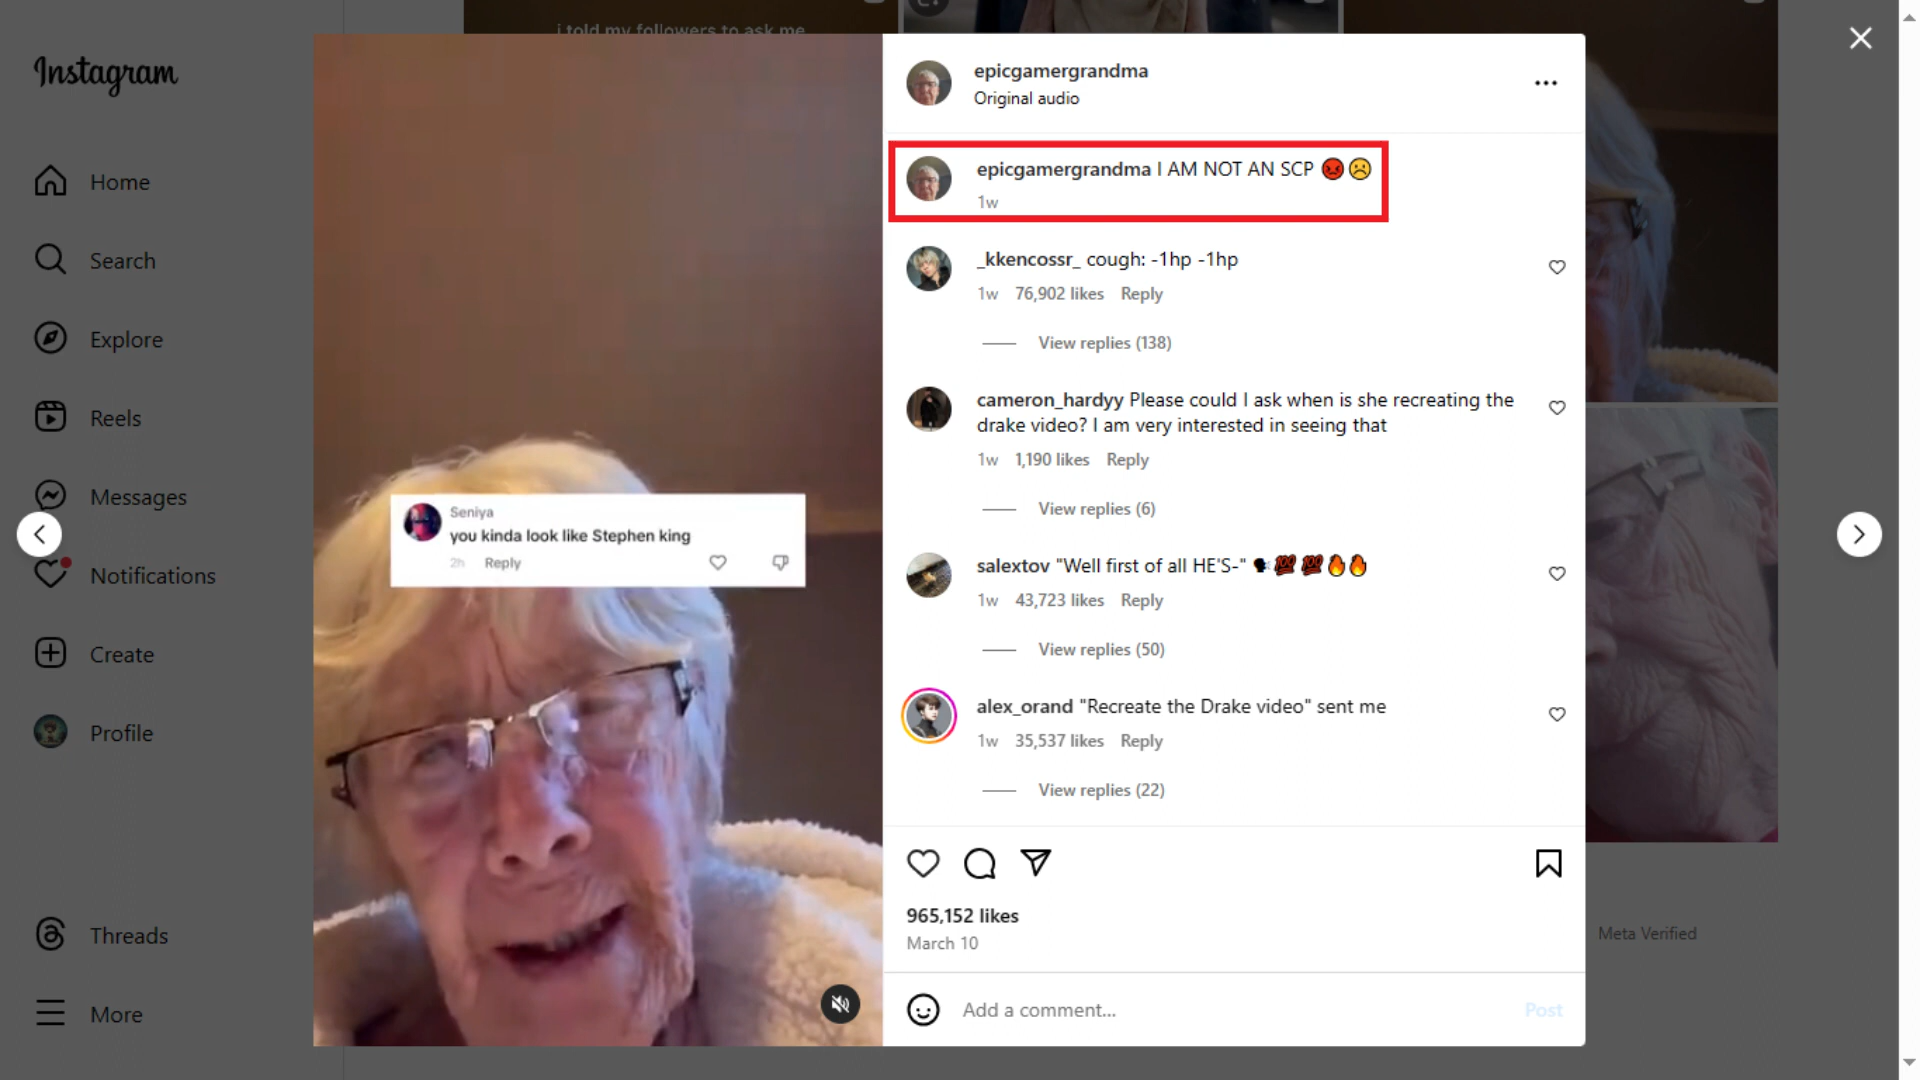 i told my followers to ask me
Instagram
Home
Search
Explore
Reels
Messages
Notifications
Create
Profile
Threads
More
Seniya
you kinda look like Stephen king
2h Reply
epicgamergrandma
Original audio
epicgamergrandma I AM NOT AN SCP 😡☹️
1w
_kkencossr_ cough: -1hp -1hp
1w 76,902 likes Reply
View replies (138)
cameron_hardyy Please could I ask when is she recreating the
drake video? I am very interested in seeing that
1w 1,190 likes Reply
View replies (6)
salextov "Well first of all HE'S-" 🗣️💯💯🔥🔥
1w 43,723 likes Reply
View replies (50)
alex_orand "Recreate the Drake video" sent me
1w 35,537 likes Reply
View replies (22)
965,152 likes
March 10
Add a comment...
Post
Meta Verified